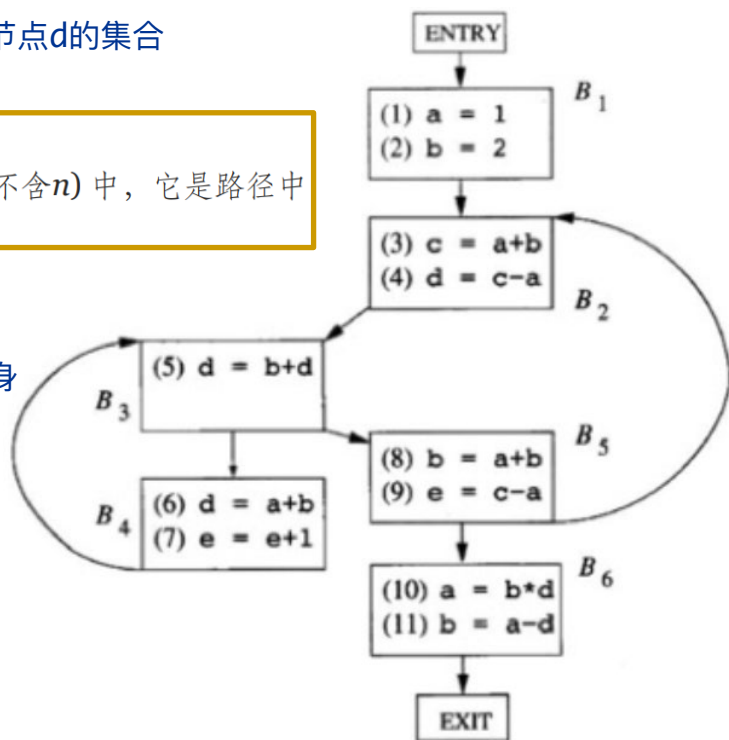 节点d的集合
不含n) 中，它是路径中
身
ENTRY
B1
(1) a = 1
(2) b = 2
(3) c = a+b
(4) d = c-a
B2
(5) d = b+d
B3
(8) b = a+b
(9) e = c-a
B5
(6) d = a+b
(7) e = e+1
B4
(10) a = b*d
(11) b = a-d
B6
EXIT